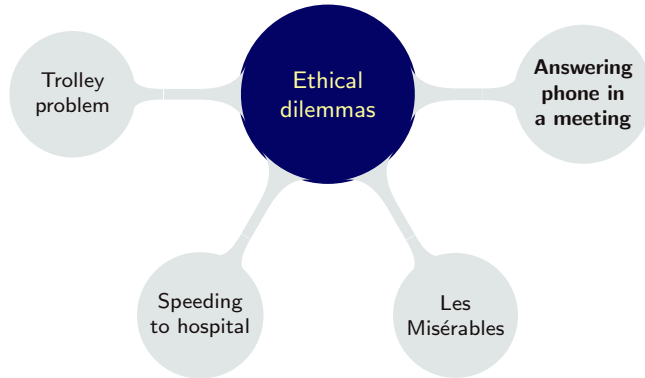 Ethical
dilemmas
Trolley
problem
Speeding
to hospital
Les
Misérables
Answering
phone in
a meeting